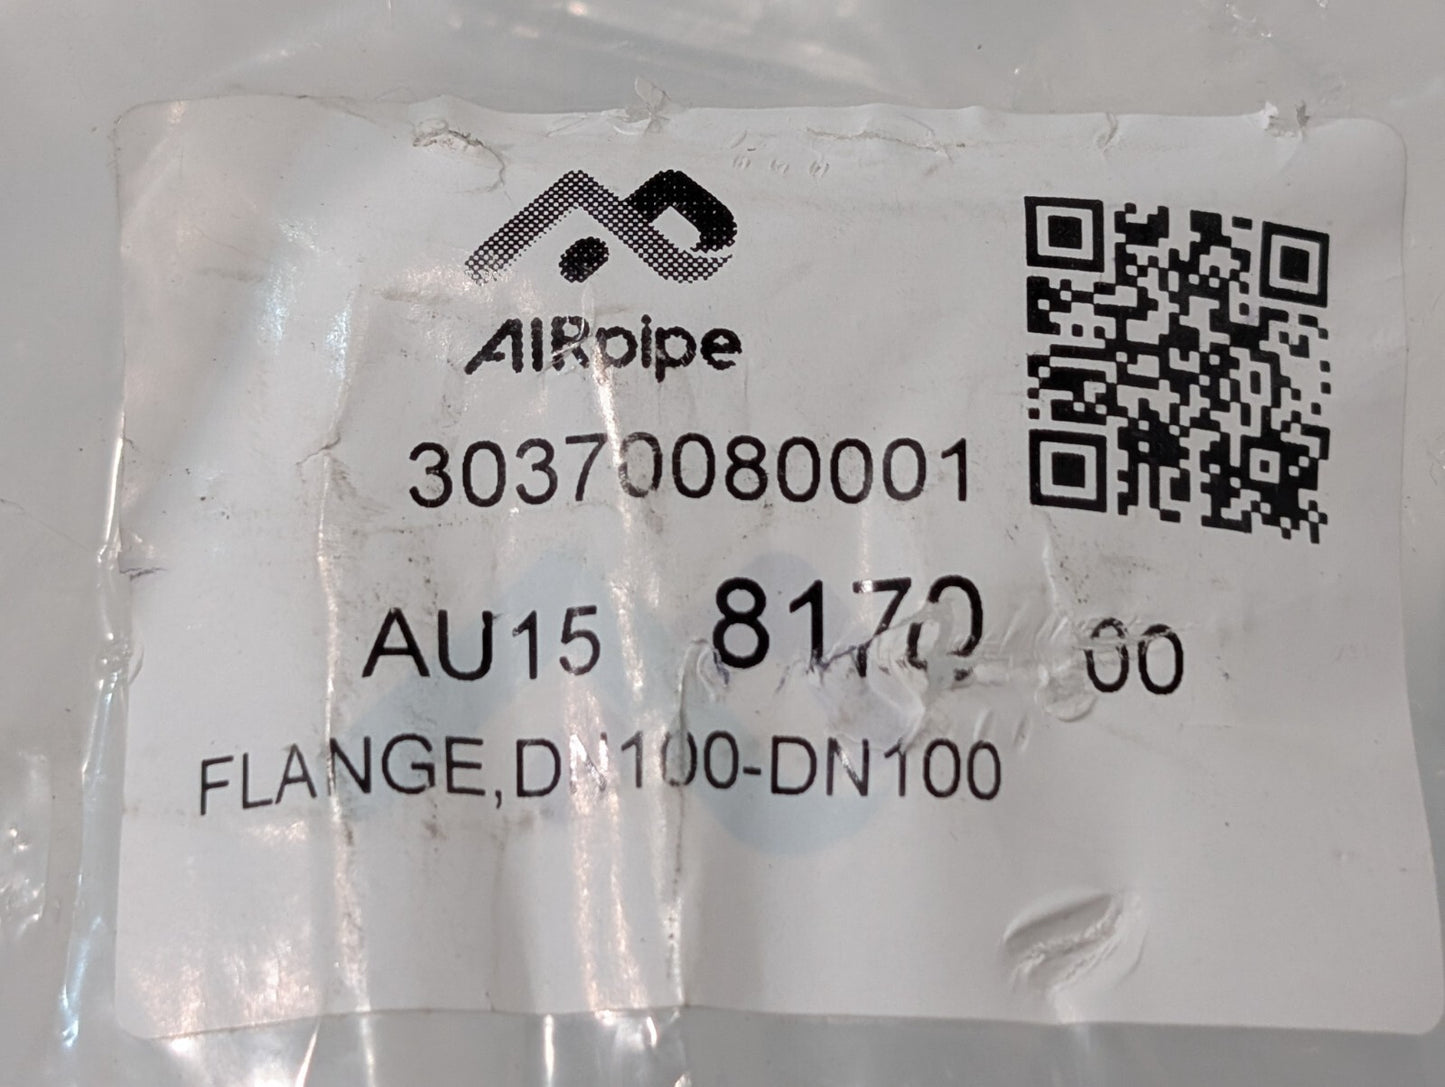 AIRpipe
30370080001
AU15 8170 00
FLANGE,DN100-DN100